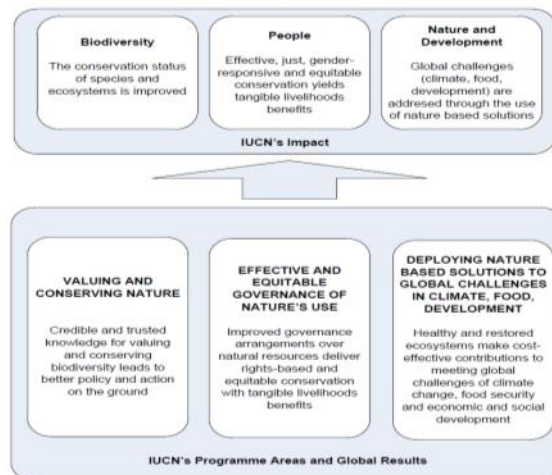 Biodiversity
The conservation status
of species and
ecosystems is improved
People
Effective, just, gender-
responsive and equitable
conservation yields
tangible livelihoods
benefits
Nature and
Development
Global challenges
(climate, food,
development) are
addresed through the use
of nature based solutions
IUCN's Impact
VALUING AND
CONSERVING NATURE
Credible and trusted
knowledge for valuing
and conserving
biodiversity leads to
better policy and action
on the ground
EFFECTIVE AND
EQUITABLE
GOVERNANCE OF
NATURE'S USE
Improved governance
arrangements over
natural resources deliver
rights-based and
equitable conservation
with tangible livelihoods
benefits
DEPLOYING NATURE
BASED SOLUTIONS TO
GLOBAL CHALLENGES
IN CLIMATE, FOOD,
DEVELOPMENT
Healthy and restored
ecosystems make cost-
effective contributions to
meeting global
challenges of climate
change, food security
and economic and social
development
IUCN's Programme Areas and Global Results